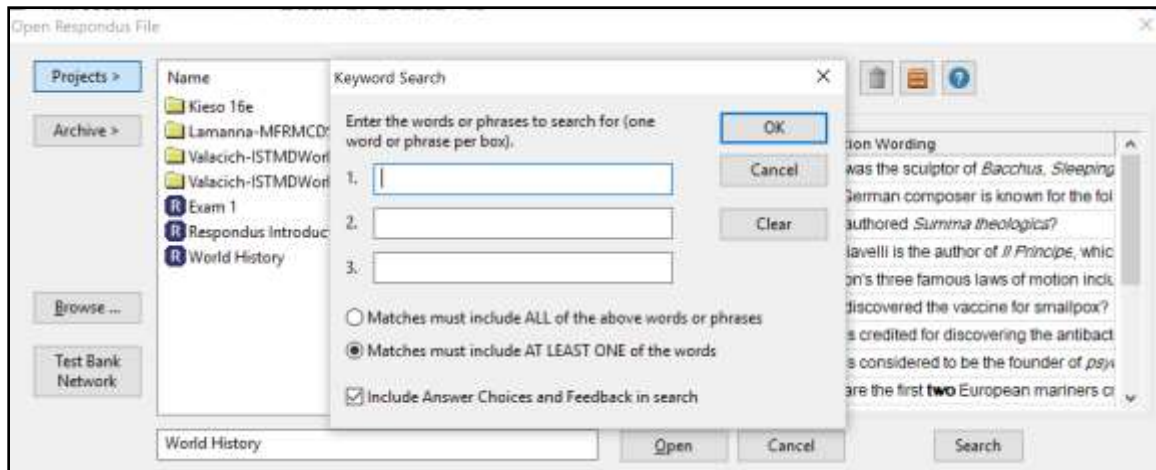 Open Respondus File
Projects >
Archive >
Browse ...
Test Bank
Network
Name
Kieso 16e
Lamanna-MFRMCDS
Valacich-ISTMDWorl
Valacich-ISTMDWorl
Exam 1
Respondus Introduc
World History
Keyword Search
Enter the words or phrases to search for (one
word or phrase per box).
1.
2.
3.
OK
Cancel
Clear
Matches must include ALL of the above words or phrases
Matches must include AT LEAST ONE of the words
Include Answer Choices and Feedback in search
ion Wording
was the sculptor of Bacchus, Sleeping
German composer is known for the fol
authored Summa theologica?
iavelli is the author of Il Principe, whic
on's three famous laws of motion inclu
discovered the vaccine for smallpox?
s credited for discovering the antibact
s considered to be the founder of psy
are the first two European mariners cr
World History
Open
Cancel
Search